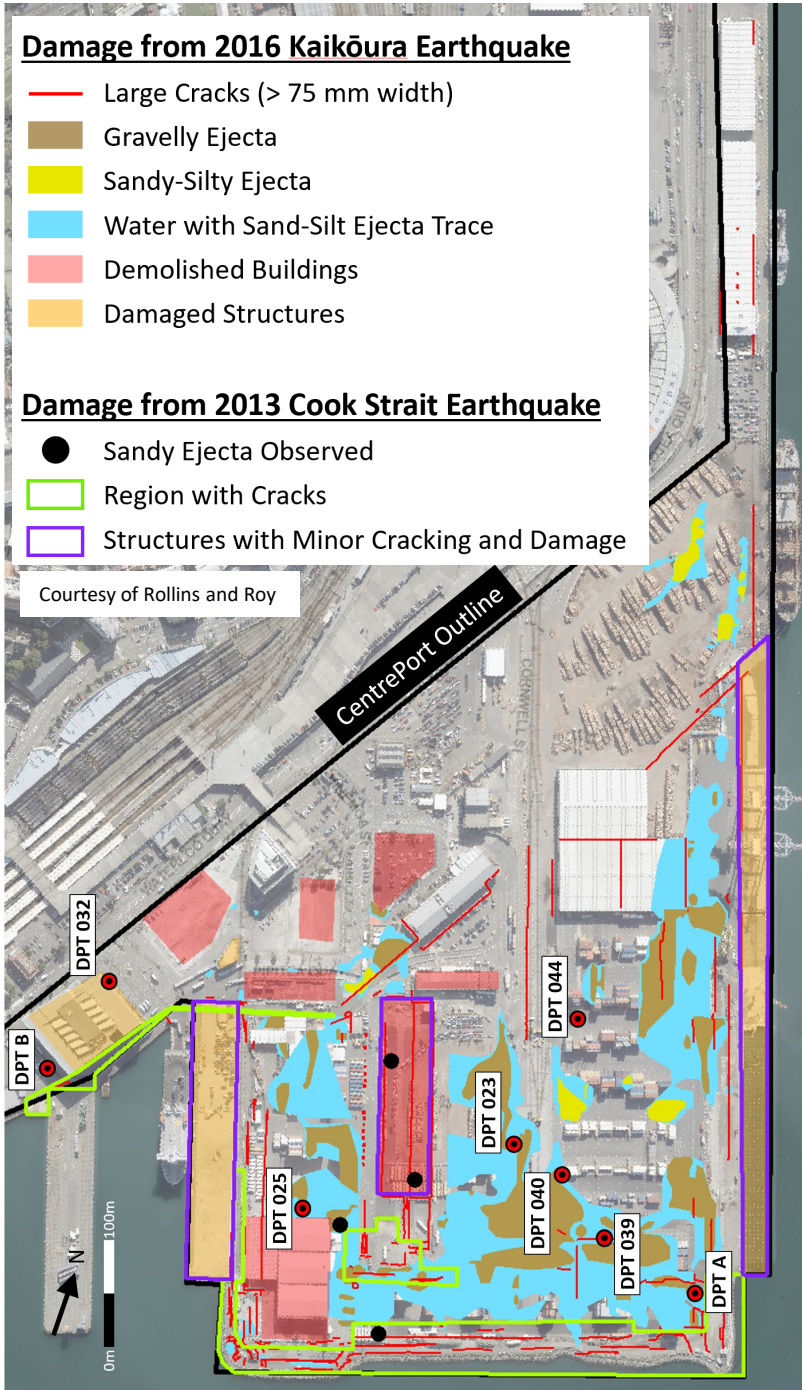 Damage from 2016 Kaikōura Earthquake
Large Cracks (> 75 mm width)
Gravelly Ejecta
Sandy-Silty Ejecta
Water with Sand-Silt Ejecta Trace
Demolished Buildings
Damaged Structures
Damage from 2013 Cook Strait Earthquake
Sandy Ejecta Observed
Region with Cracks
Structures with Minor Cracking and Damage
Courtesy of Rollins and Roy
CentrePort Outline
CORNWELL ST
DPT 032
DPT B
DPT 044
DPT 023
DPT 025
DPT 040
DPT 039
DPT A
N
100m
0m